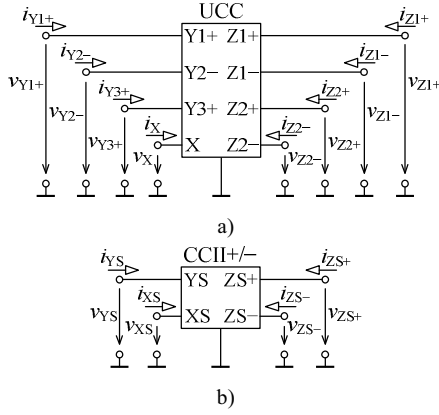 UCC
iY1+ Y1+ Z1+ iZ1+
iY2− Y2− Z1− iZ1−
vY1+ iY3+ Y3+ Z2+ iZ2+ vZ1+
vY2− iX X Z2− iZ2− vZ1−
vY3+ vX vZ2− vZ2+
a)
CCII+/−
iYS YS ZS+ iZS+
iXS XS ZS− iZS−
vYS vXS vZS− vZS+
b)